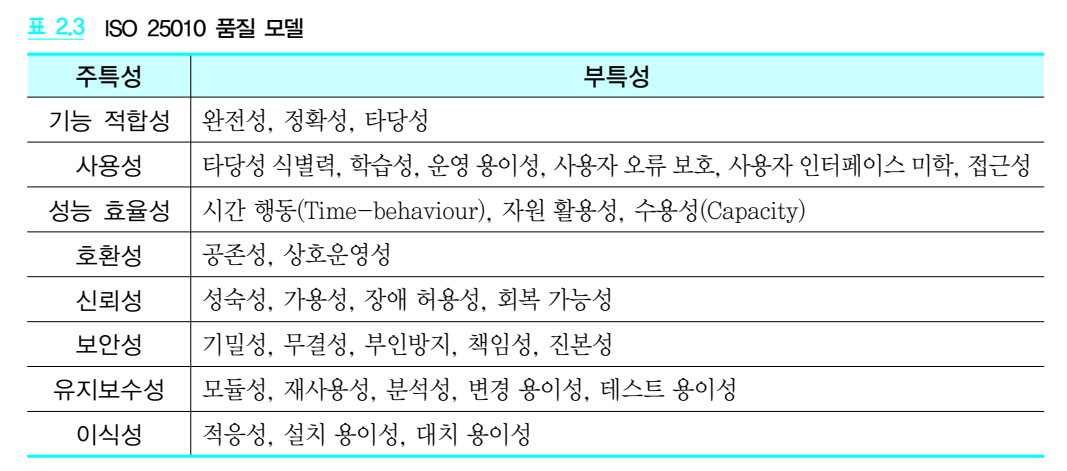 표 2.3 ISO 25010 품질 모델
주특성 부특성
기능 적합성 완전성, 정확성, 타당성
사용성 타당성 식별력, 학습성, 운영 용이성, 사용자 오류 보호, 사용자 인터페이스 미학, 접근성
성능 효율성 시간 행동(Time-behaviour), 자원 활용성, 수용성(Capacity)
호환성 공존성, 상호운영성
신뢰성 성숙성, 가용성, 장애 허용성, 회복 가능성
보안성 기밀성, 무결성, 부인방지, 책임성, 진본성
유지보수성 모듈성, 재사용성, 분석성, 변경 용이성, 테스트 용이성
이식성 적응성, 설치 용이성, 대치 용이성